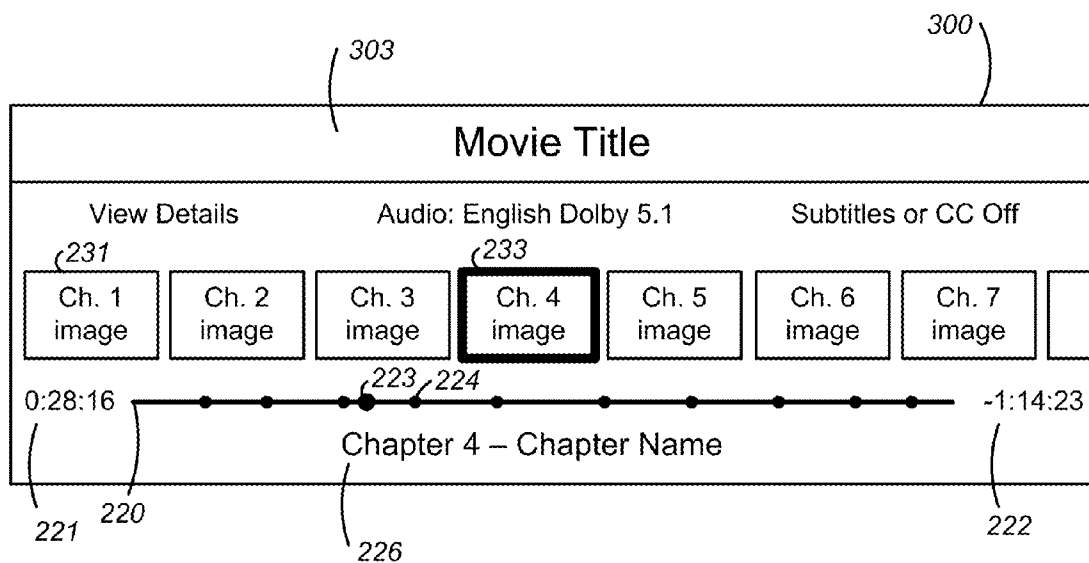 303
300
Movie Title
View Details Audio: English Dolby 5.1 Subtitles or CC Off
231 233
Ch. 1 Ch. 2 Ch. 3 Ch. 4 Ch. 5 Ch. 6 Ch. 7
image image image image image image image
223 224
0:28:16 -1:14:23
Chapter 4 – Chapter Name
221 220 226 222